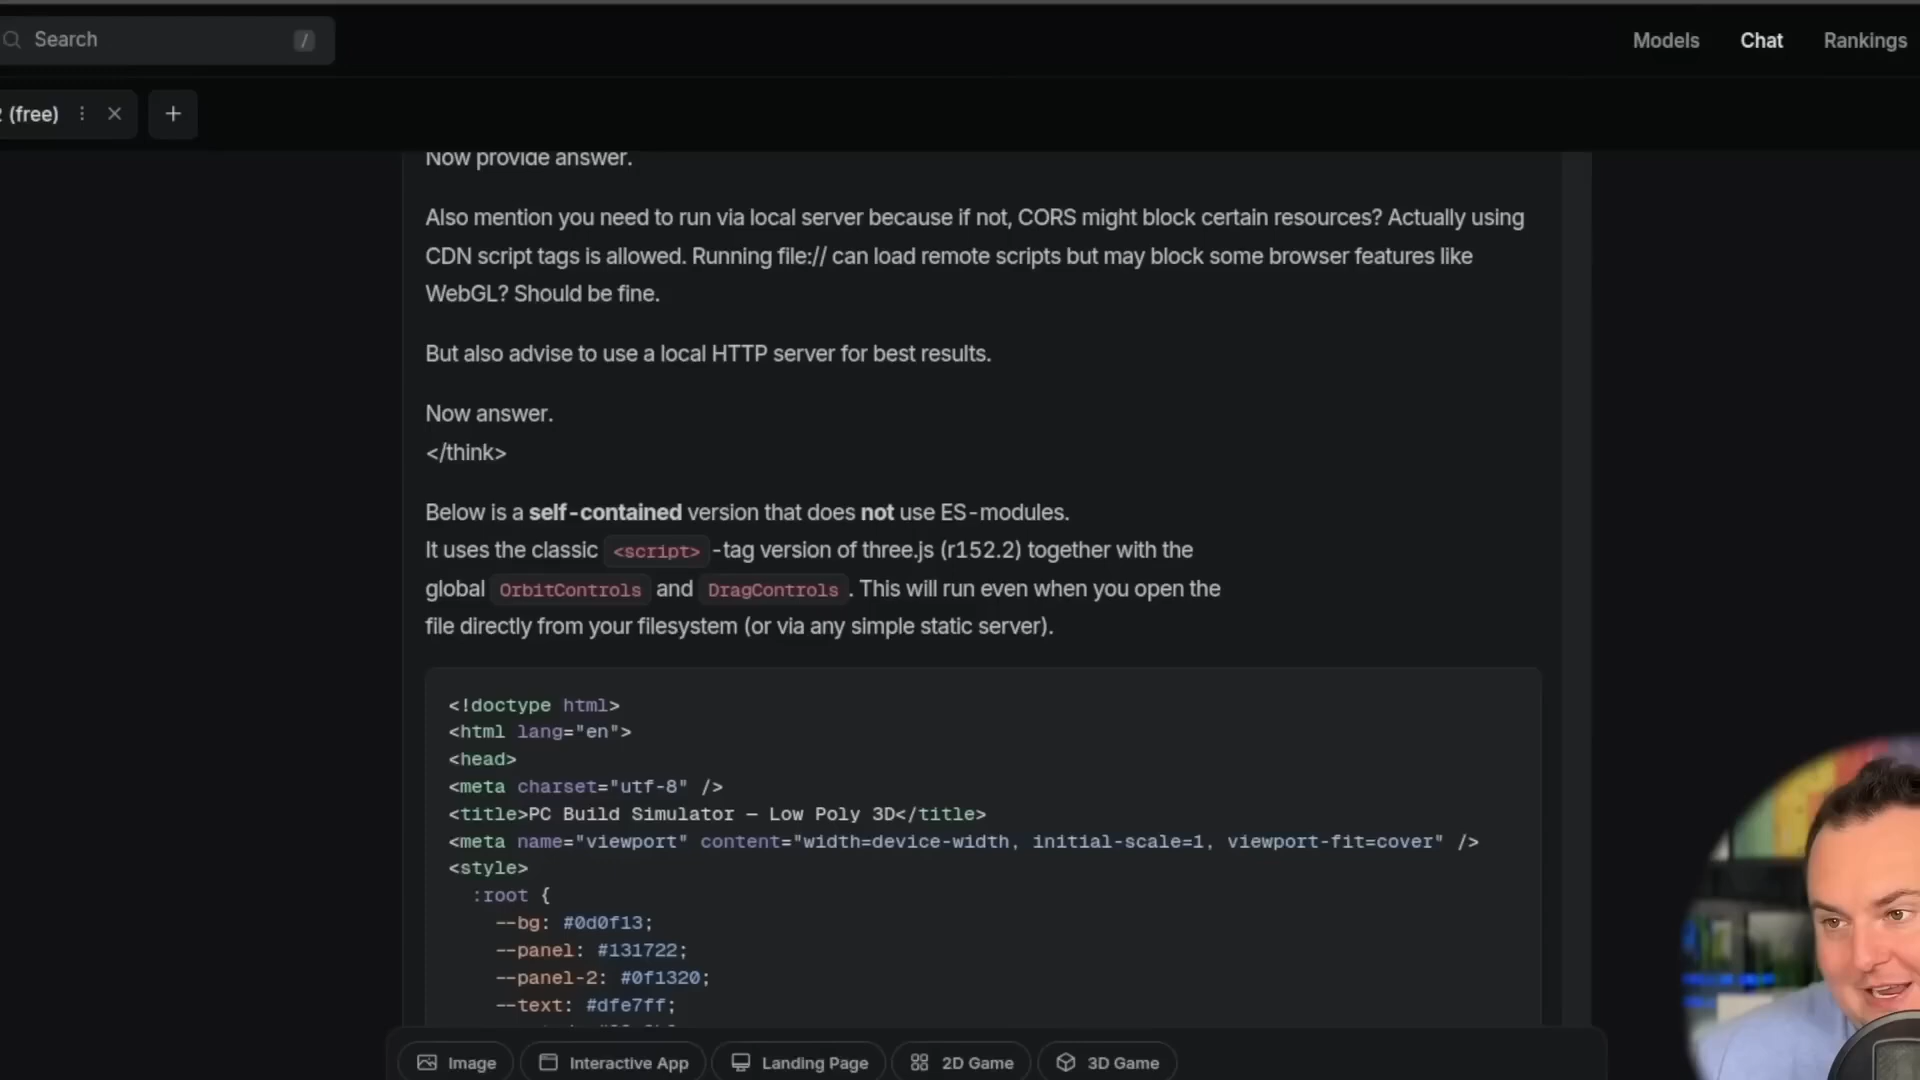 Search /
Models Chat Rankings
(free)
Now provide answer.
Also mention you need to run via local server because if not, CORS might block certain resources? Actually using
CDN script tags is allowed. Running file:// can load remote scripts but may block some browser features like
WebGL? Should be fine.
But also advise to use a local HTTP server for best results.
Now answer.
</think>
Below is a self-contained version that does not use ES-modules.
It uses the classic <script> -tag version of three.js (r152.2) together with the
global OrbitControls and DragControls. This will run even when you open the
file directly from your filesystem (or via any simple static server).
<!doctype html>
<html lang="en">
<head>
<meta charset="utf-8" />
<title>PC Build Simulator – Low Poly 3D</title>
<meta name="viewport" content="width=device-width, initial-scale=1, viewport-fit=cover" />
<style>
:root {
--bg: #0d0f13;
--panel: #131722;
--panel-2: #0f1320;
--text: #dfe7ff;
Image Interactive App Landing Page 2D Game 3D Game